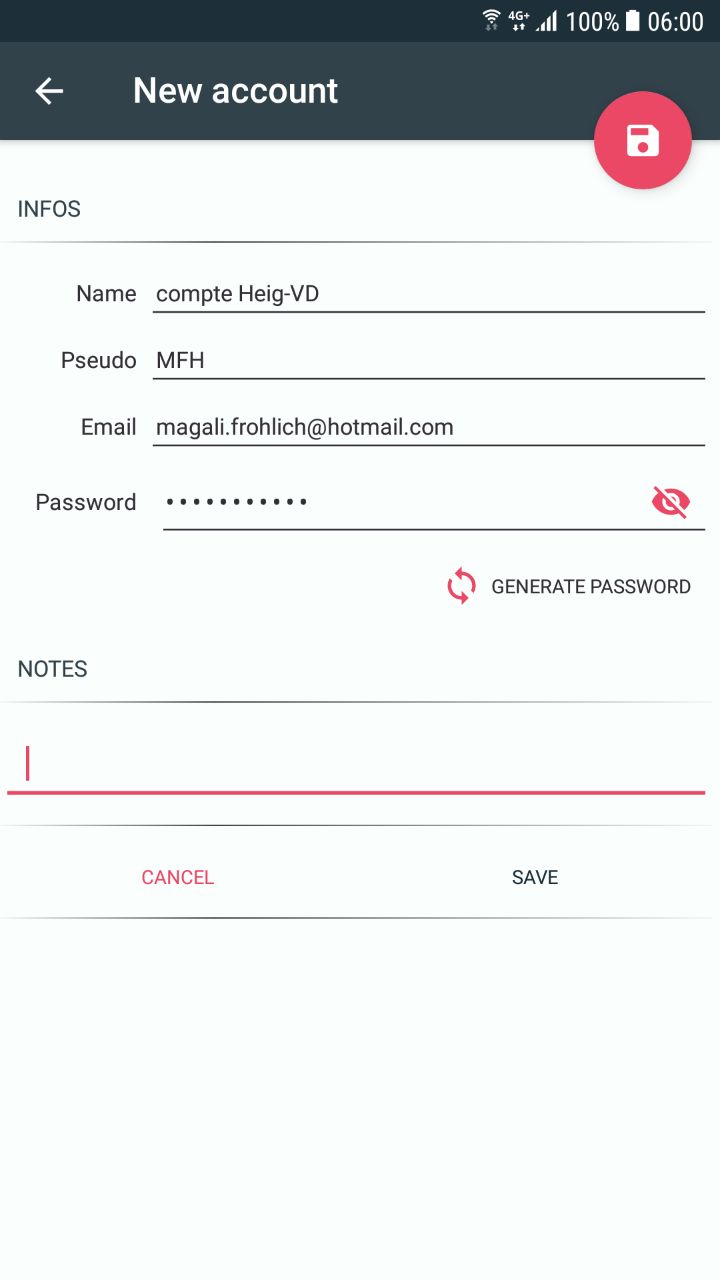 4G+ 100% 06:00
New account
INFOS
Name compte Heig-VD
Pseudo MFH
Email magali.frohlich@hotmail.com
Password •••••••••••
GENERATE PASSWORD
NOTES
CANCEL SAVE